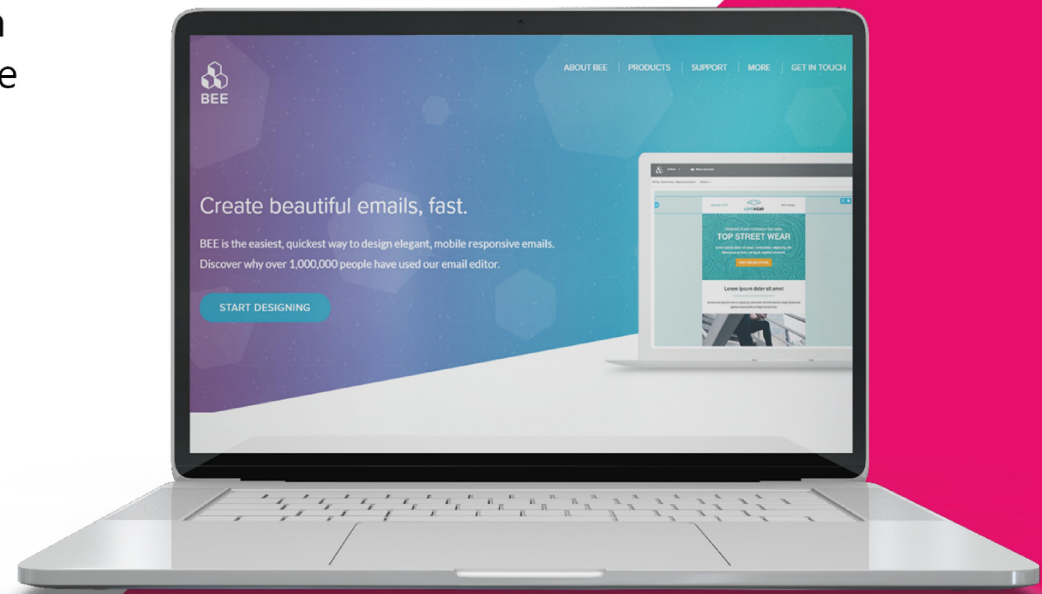 n
e
BEE
ABOUT BEE | PRODUCTS | SUPPORT | MORE | GET IN TOUCH
Create beautiful emails, fast.
BEE is the easiest, quickest way to design elegant, mobile responsive emails.
Discover why over 1,000,000 people have used our email editor.
START DESIGNING
TOP STREET WEAR
Lorem ipsum dolor sit amet